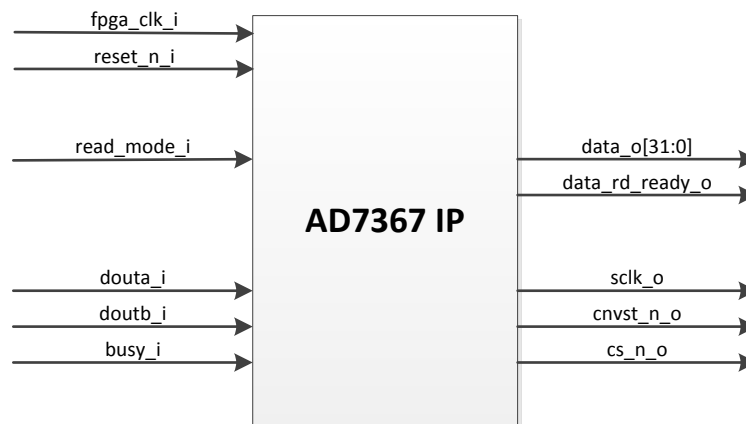 fpga_clk_i
reset_n_i
read_mode_i
data_o[31:0]
data_rd_ready_o
AD7367 IP
douta_i
sclk_o
doutb_i
cnvst_n_o
busy_i
cs_n_o